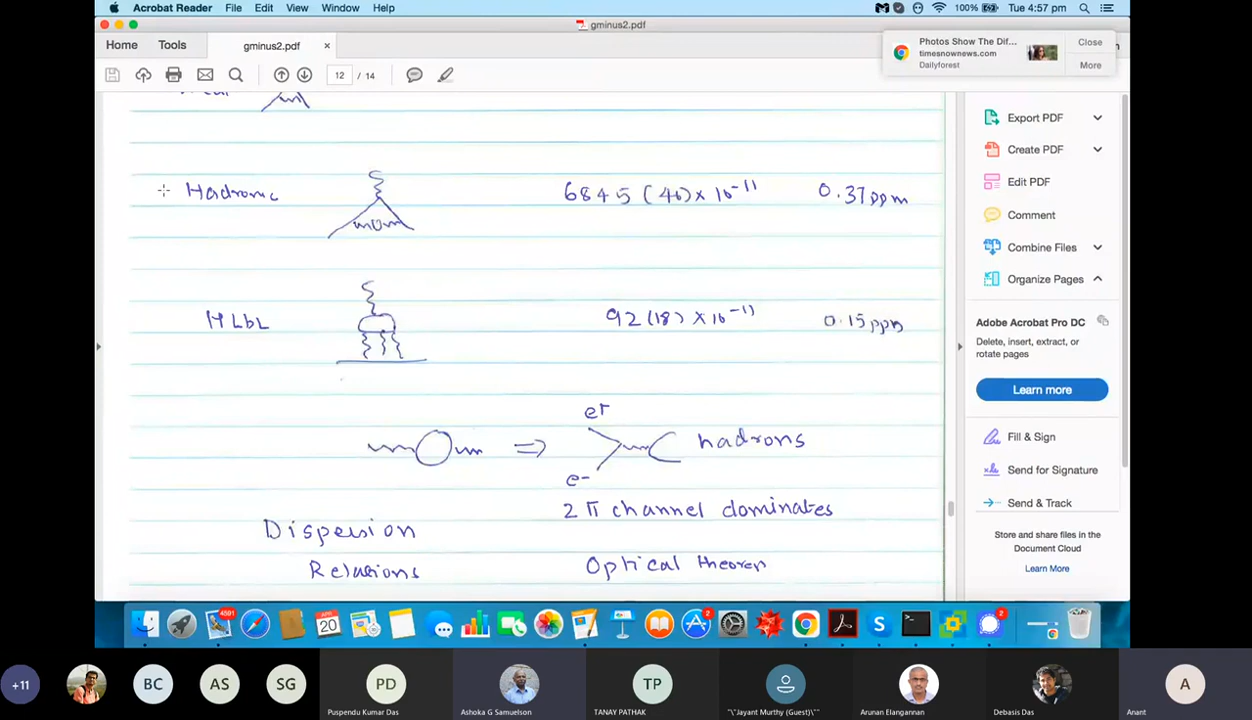 Acrobat Reader File Edit View Window Help 100% Tue 4:57 pm
gminus2.pdf
Home Tools gminus2.pdf ×
Photos Show The Dif... Close
timesnownews.com
Dailyforest More
12 / 14
Hadronic 6845 (40) x 10-11 0.37 ppm
HLbL 92 (18) x 10-11 0.15 ppm
e+
⇒ hadrons
e-
2 π channel dominates
Dispersion
Relations Optical theorem
Export PDF
Create PDF
Edit PDF
Comment
Combine Files
Organize Pages
Adobe Acrobat Pro DC
Delete, insert, extract, or
rotate pages
Learn more
Fill & Sign
Send for Signature
Send & Track
Store and share files in the
Document Cloud
Learn More
4591 APR 20 2 2
+11 BC AS SG PD TP A
Puspendu Kumar Das Ashoka G Samuelson TANAY PATHAK "\"Jayant Murthy (Guest)\"" Arunan Elangannan Debasis Das Anant